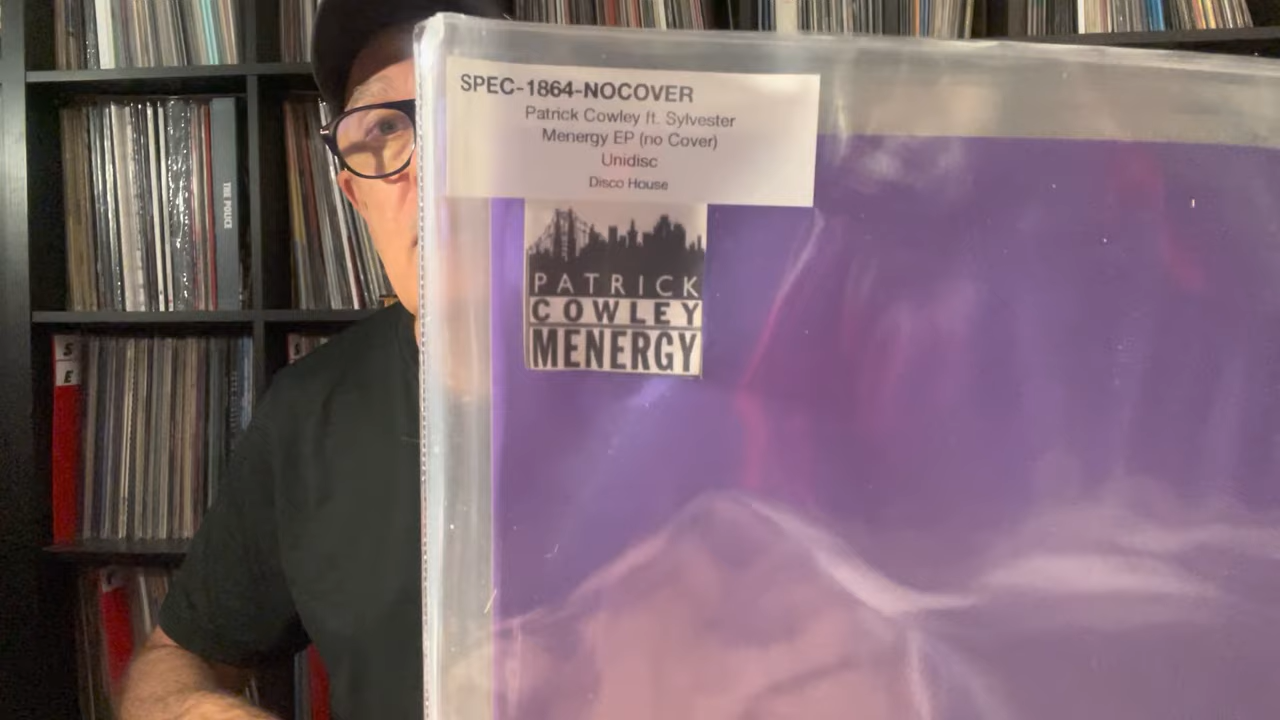 SPEC-1864-NOCOVER
Patrick Cowley ft. Sylvester
Menergy EP (no Cover)
Unidisc
Disco House
PATRICK
COWLEY
MENERGY
THE POLICE
S
E